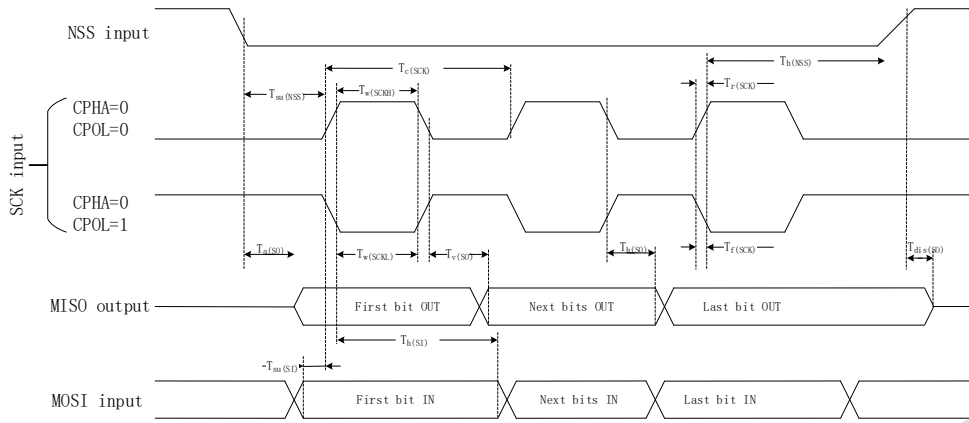 NSS input
Tc(SCK)
Th(NSS)
Tsu(NSS)
Tw(SCKH)
Tr(SCK)
SCK input
CPHA=0
CPOL=0
CPHA=0
CPOL=1
Ta(SO)
Tw(SCKL)
Tv(SO)
Th(SO)
Tf(SCK)
Tdis(SO)
MISO output
First bit OUT
Next bits OUT
Last bit OUT
Th(SI)
-Tsu(SI)
MOSI input
First bit IN
Next bits IN
Last bit IN